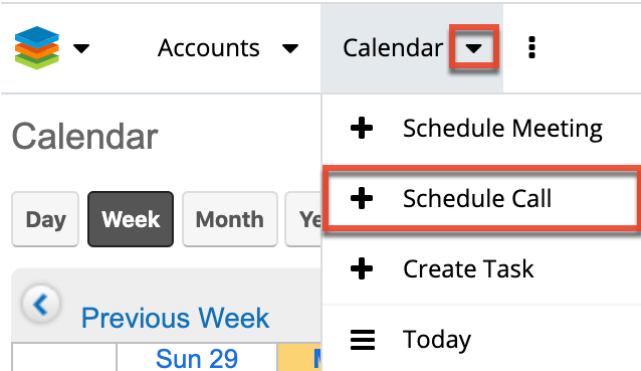 Accounts Calendar
Schedule Meeting
Calendar
Schedule Call
Day Week Month
Create Task
Previous Week
Today
Sun 29